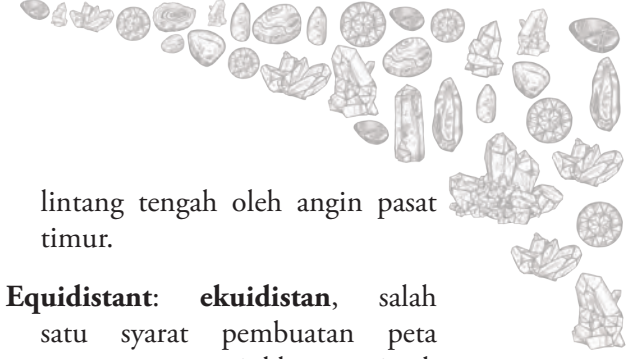 lintang tengah oleh angin pasat
timur.
Equidistant: ekuidistan, salah
satu syarat pembuatan peta